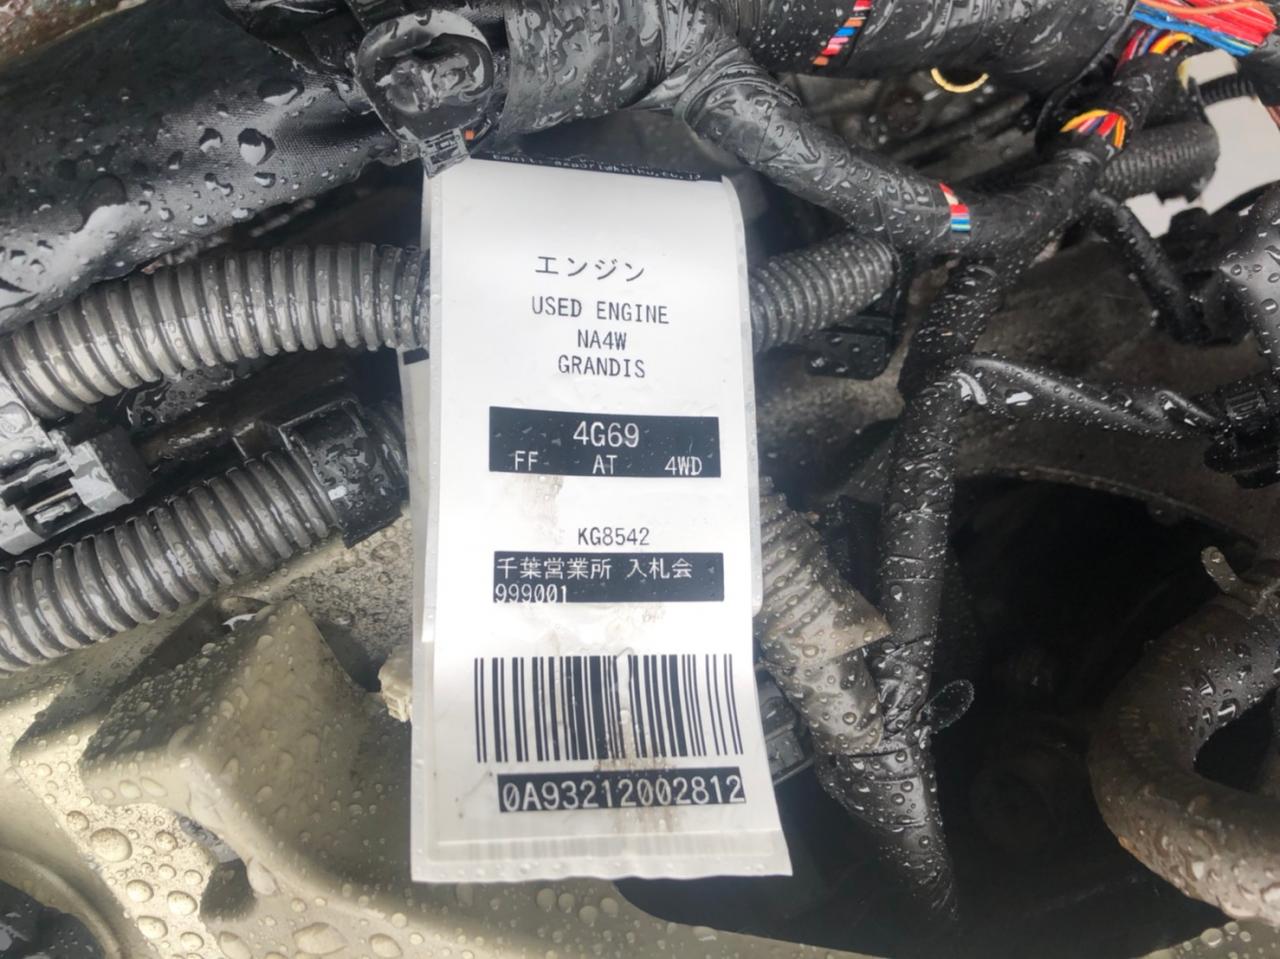 エンジン
USED ENGINE
NA4W
GRANDIS
4G69
FF AT 4WD
KG8542
千葉営業所 入札会
999001
0A93212002812